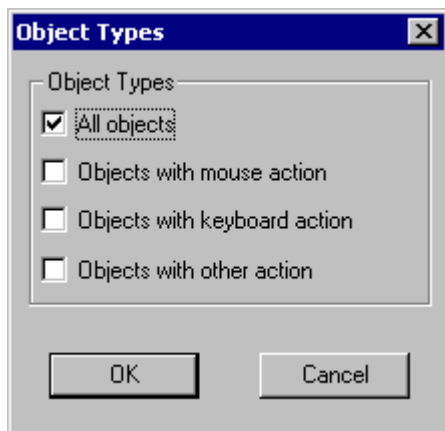 Object Types
Object Types
All objects
Objects with mouse action
Objects with keyboard action
Objects with other action
OK Cancel